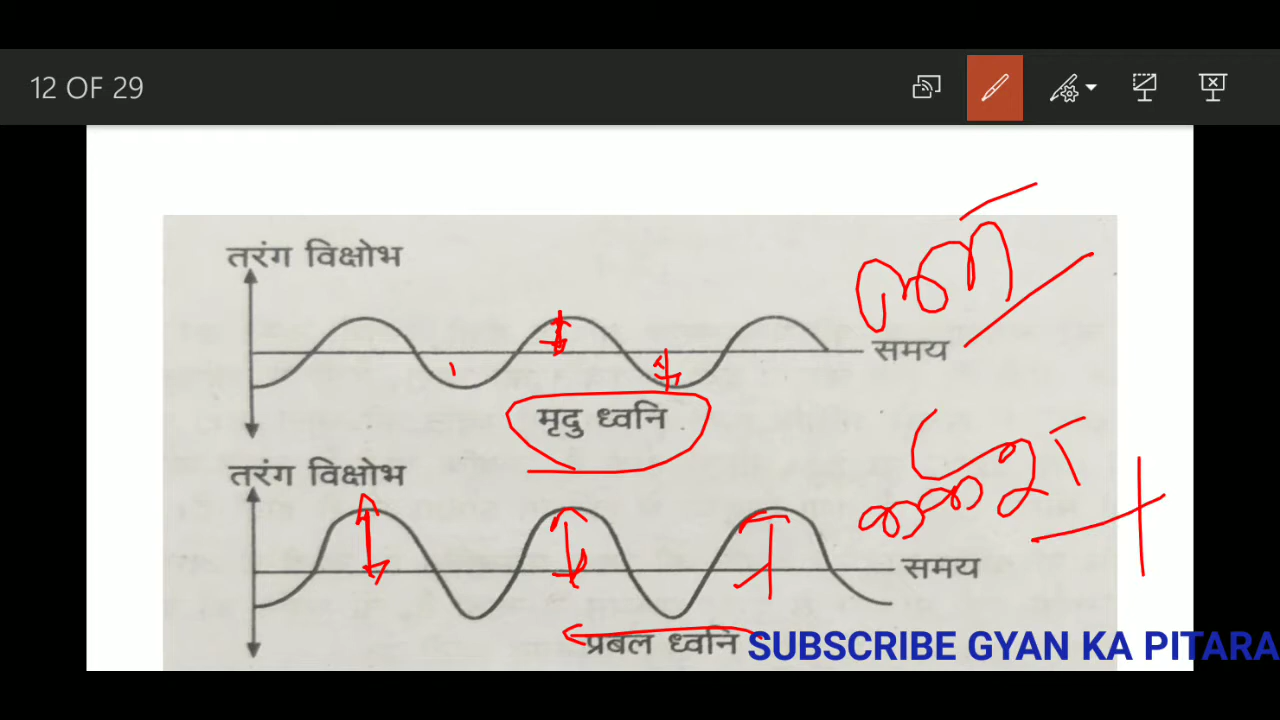 12 OF 29
तरंग विक्षोभ
समय
मृदु ध्वनि
तरंग विक्षोभ
समय
प्रबल ध्वनि
SUBSCRIBE GYAN KA PITARA